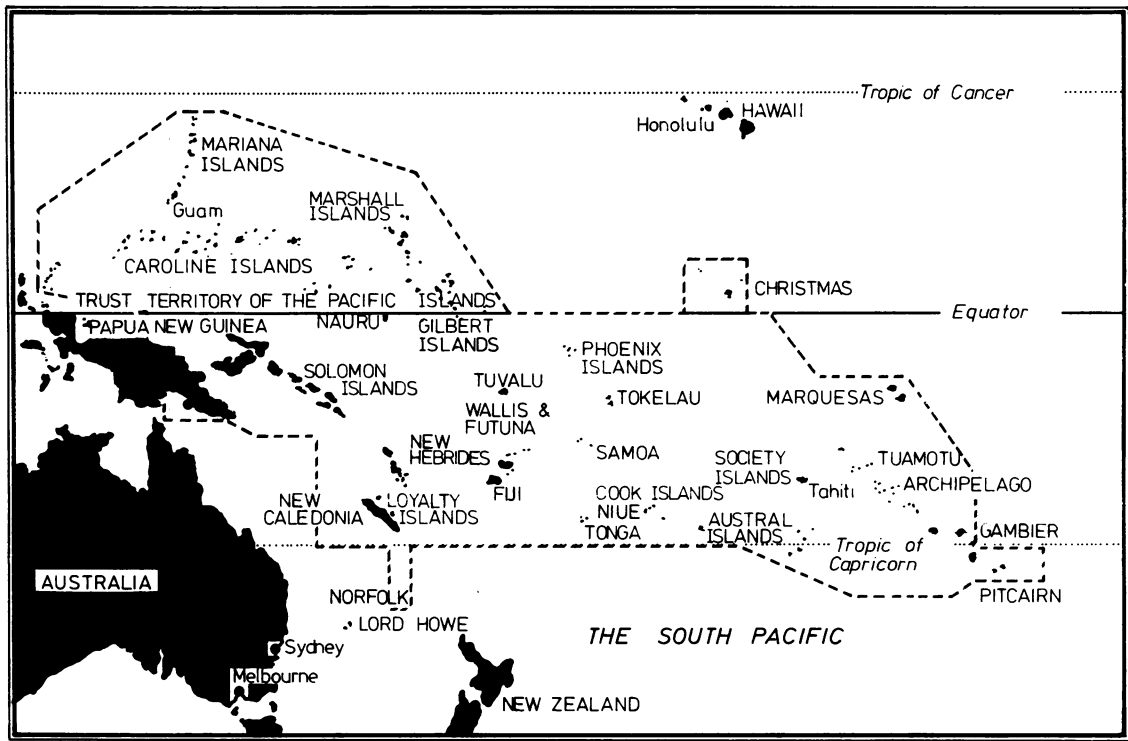 Tropic of Cancer
Honolulu
HAWAII
MARIANA
ISLANDS
Guam
MARSHALL
ISLANDS
CAROLINE ISLANDS
CHRISTMAS
TRUST TERRITORY OF THE PACIFIC ISLANDS
Equator
PAPUA NEW GUINEA
NAURU
GILBERT
ISLANDS
PHOENIX
ISLANDS
SOLOMON
ISLANDS
TUVALU
TOKELAU
MARQUESAS
WALLIS &
FUTUNA
NEW
HEBRIDES
SAMOA
SOCIETY
ISLANDS
TUAMOTU
ARCHIPELAGO
Tahiti
FIJI
NEW
CALEDONIA
LOYALTY
ISLANDS
COOK ISLANDS
NIUE
TONGA
AUSTRAL
ISLANDS
Tropic of
Capricorn
GAMBIER
AUSTRALIA
NORFOLK
PITCAIRN
LORD HOWE
THE SOUTH PACIFIC
Sydney
Melbourne
NEW ZEALAND